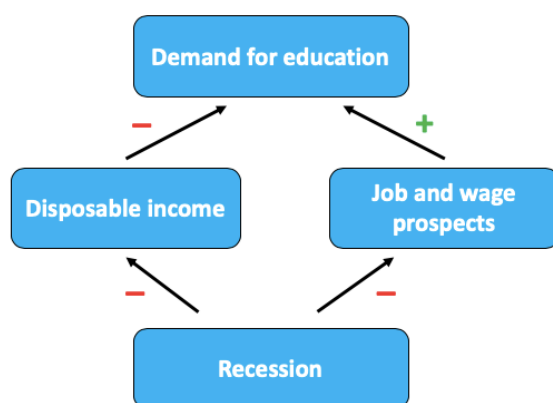 Demand for education
−
+
Disposable income
Job and wage
prospects
−
−
Recession